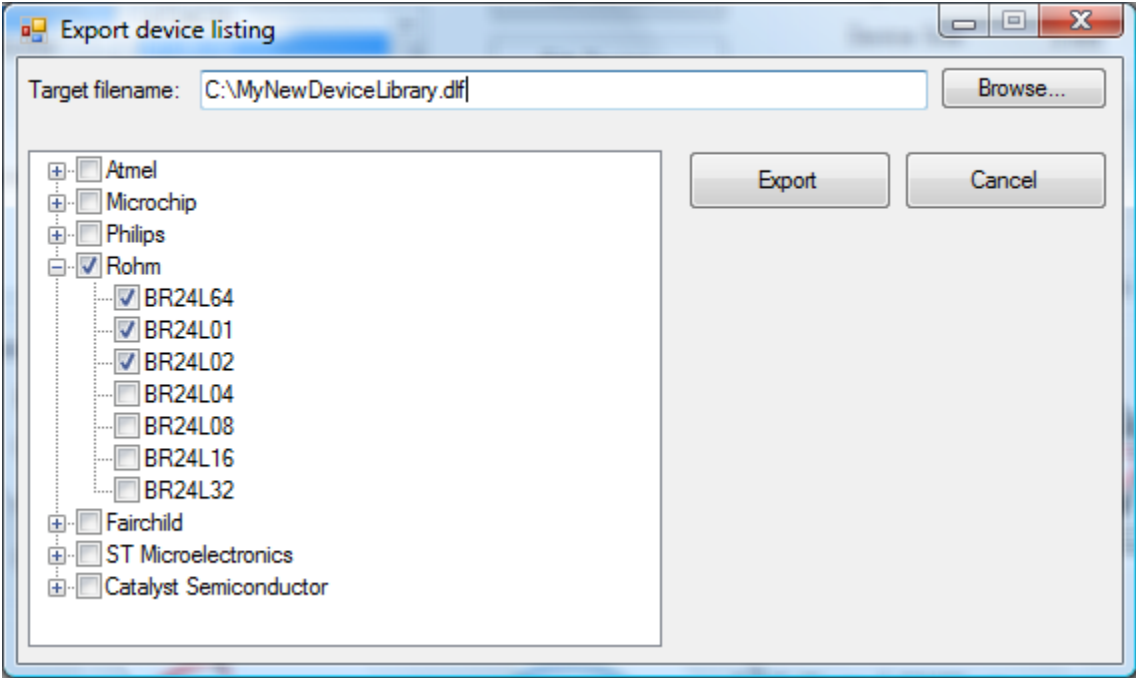 Export device listing
Target filename: C:\MyNewDeviceLibrary.dlf Browse...
Atmel
Export Cancel
Microchip
Philips
Rohm
BR24L64
BR24L01
BR24L02
BR24L04
BR24L08
BR24L16
BR24L32
Fairchild
ST Microelectronics
Catalyst Semiconductor